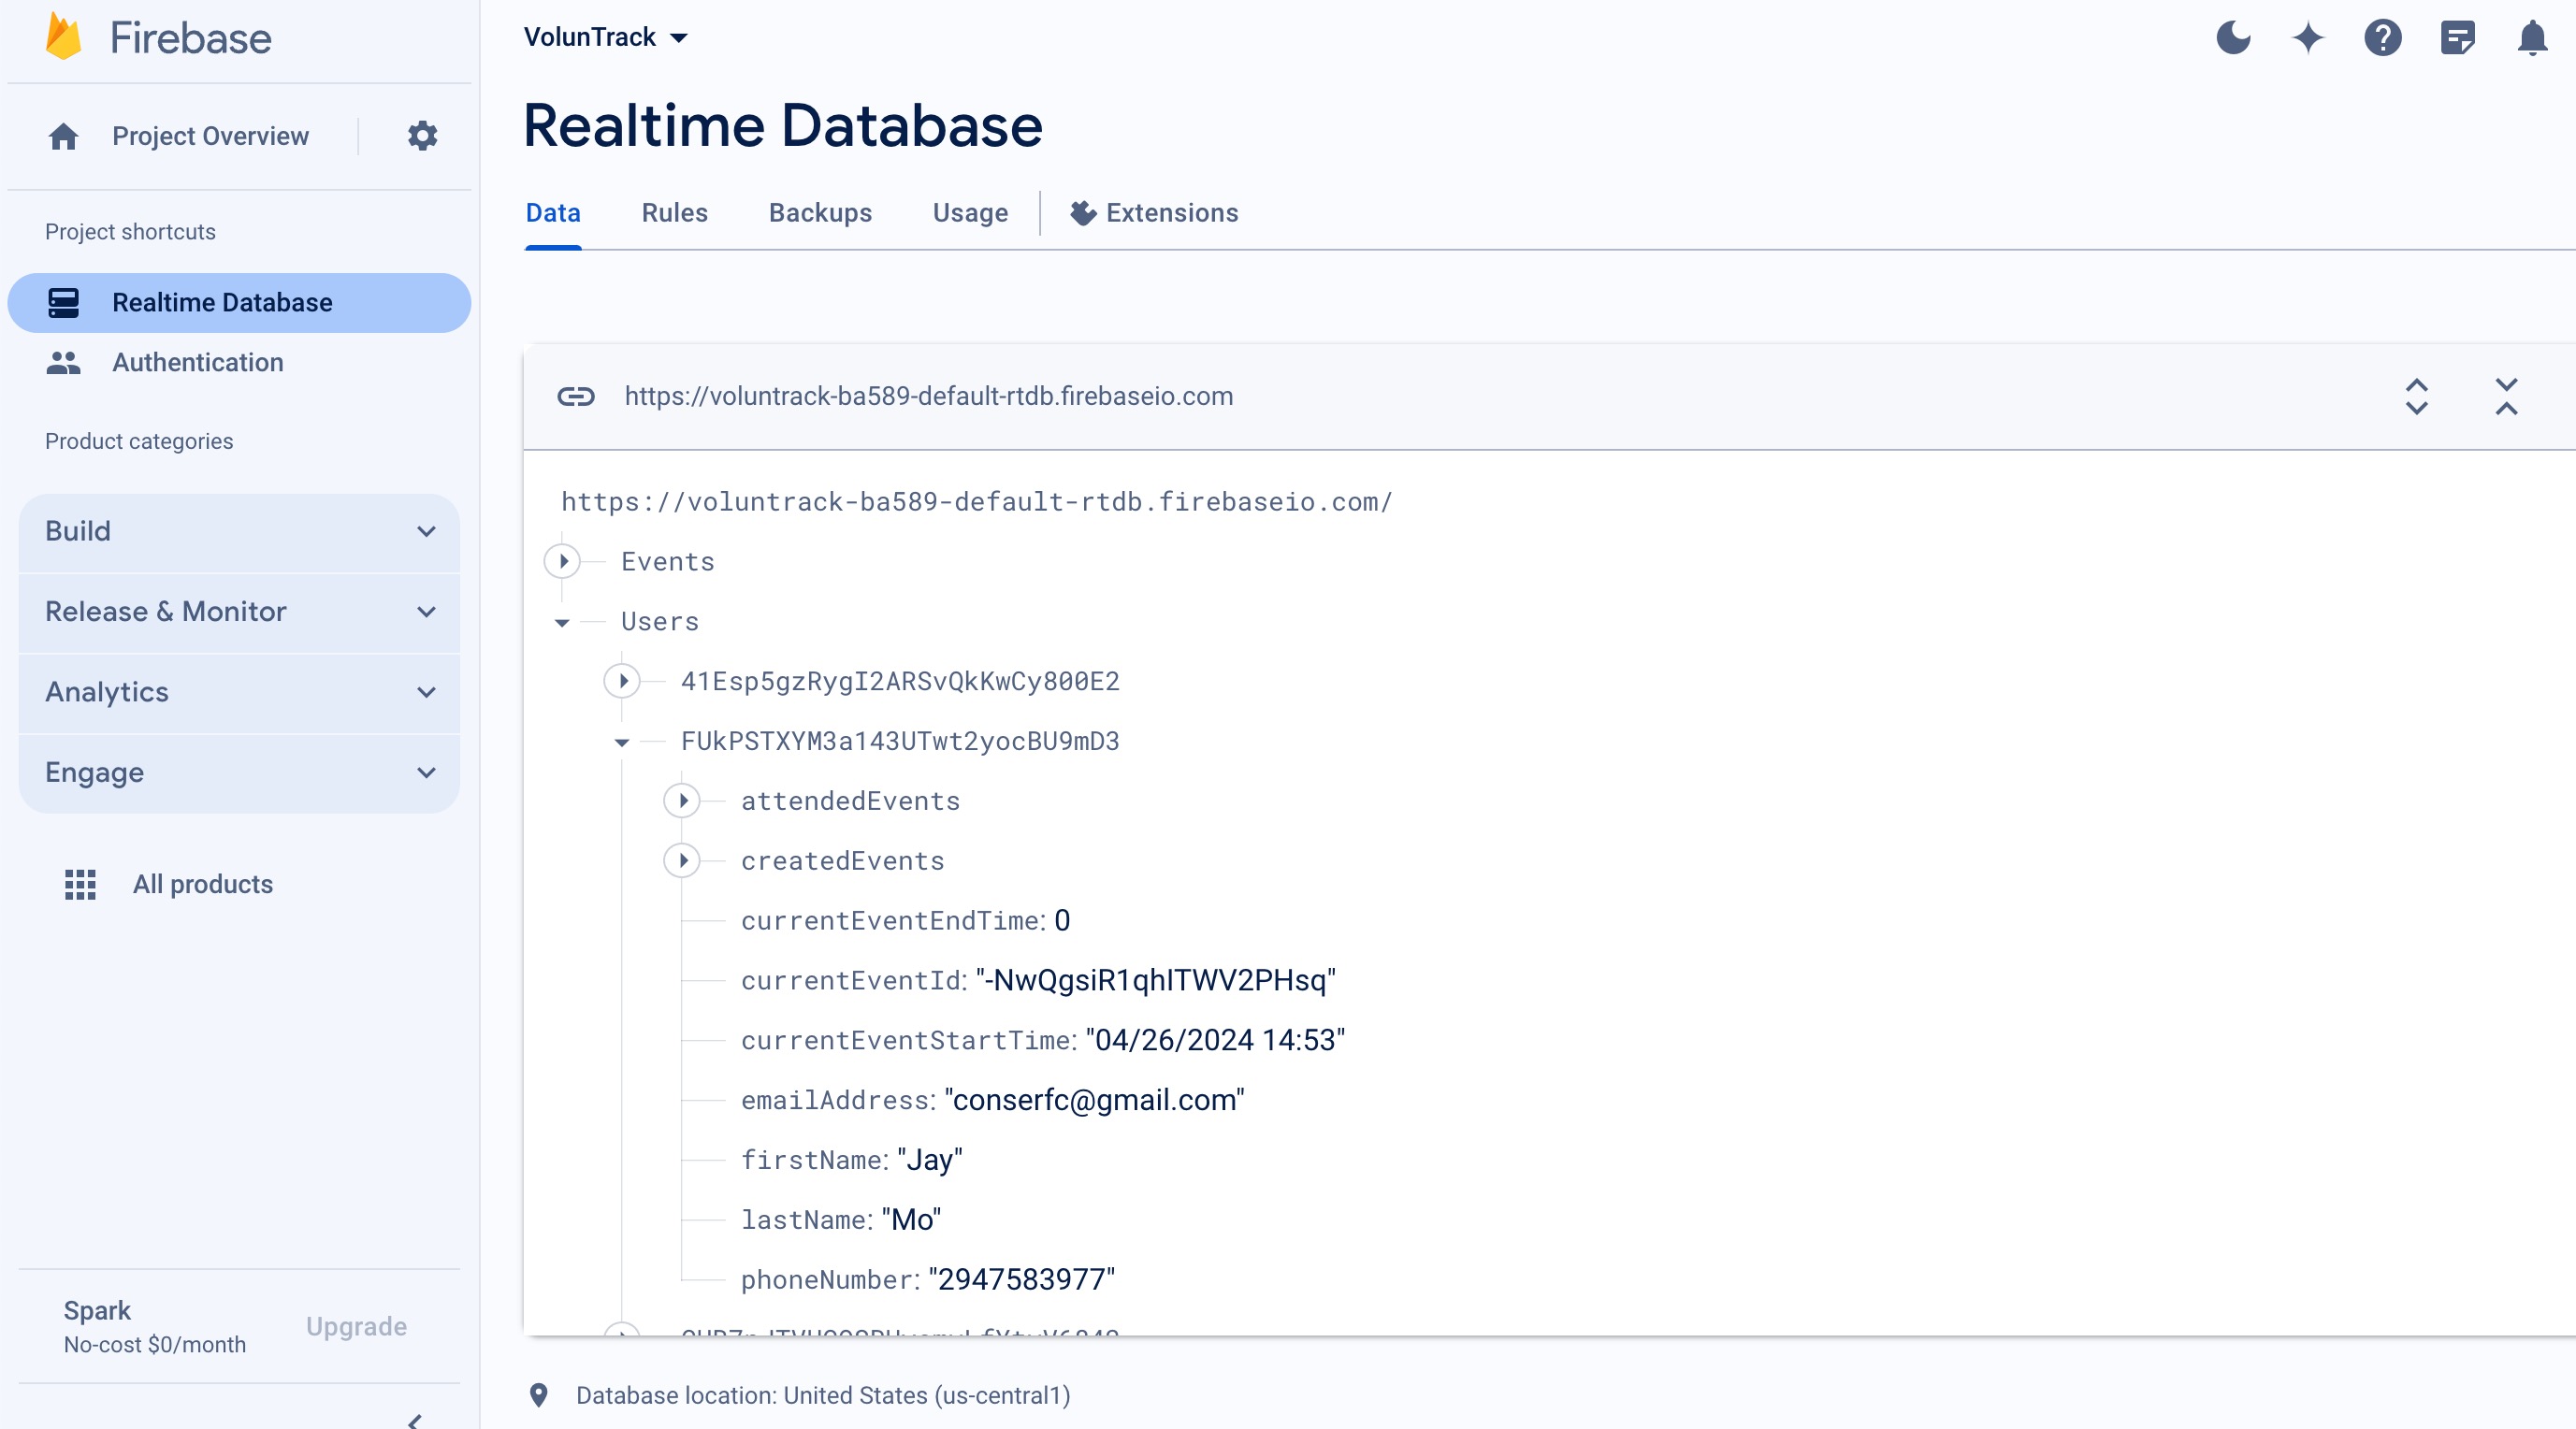 Firebase
Project Overview
Project shortcuts
Realtime Database
Authentication
Product categories
Build
Release & Monitor
Analytics
Engage
All products
Spark
No-cost $0/month
Upgrade
VolunTrack
Realtime Database
Data
Rules
Backups
Usage
Extensions
https://voluntrack-ba589-default-rtdb.firebaseio.com
https://voluntrack-ba589-default-rtdb.firebaseio.com/
Events
Users
41Esp5gzRygI2ARSvQkKwCy800E2
FUkPSTXYM3a143UTwt2yocBU9mD3
attendedEvents
createdEvents
currentEventEndTime: 0
currentEventId: "-NwQgsiR1qhITWV2PHsq"
currentEventStartTime: "04/26/2024 14:53"
emailAddress: "conserfc@gmail.com"
firstName: "Jay"
lastName: "Mo"
phoneNumber: "2947583977"
Database location: United States (us-central1)